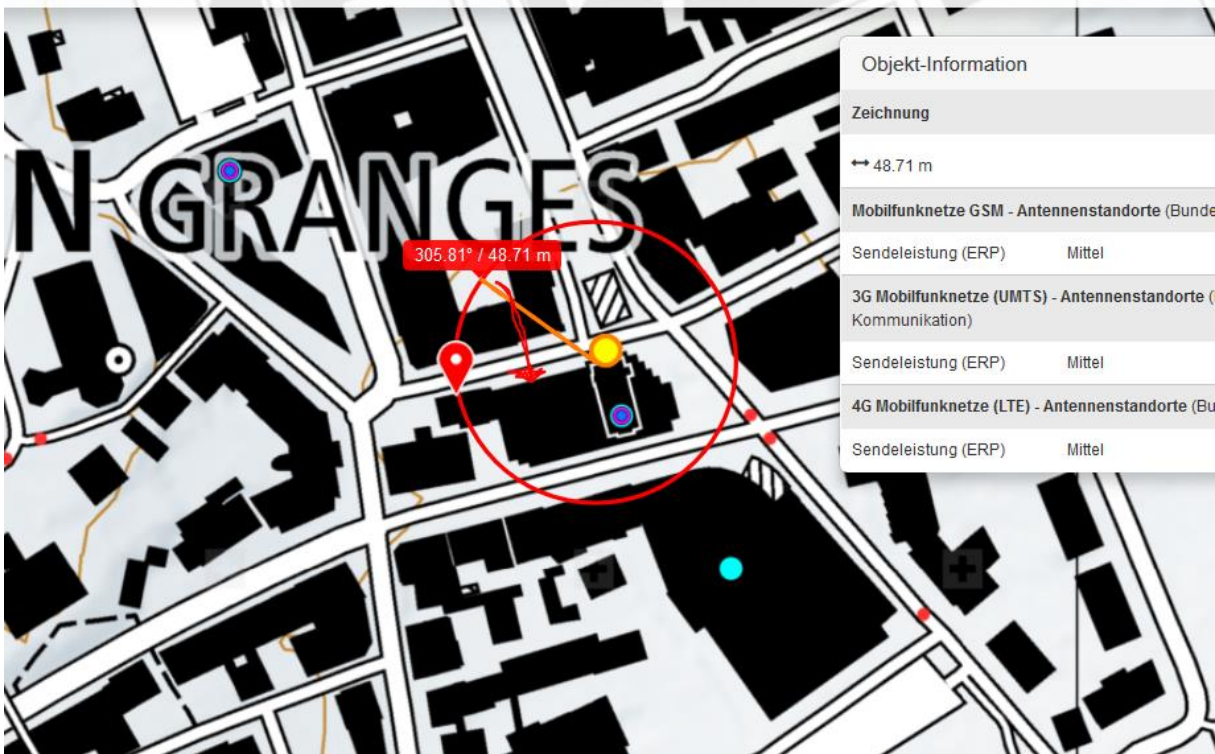 N GRANGES
305.81° / 48.71 m
Objekt-Information
Zeichnung
↔ 48.71 m
Mobilfunknetze GSM - Antennenstandorte (Bunde
Sendeleistung (ERP) Mittel
3G Mobilfunknetze (UMTS) - Antennenstandorte (
Kommunikation)
Sendeleistung (ERP) Mittel
4G Mobilfunknetze (LTE) - Antennenstandorte (Bu
Sendeleistung (ERP) Mittel